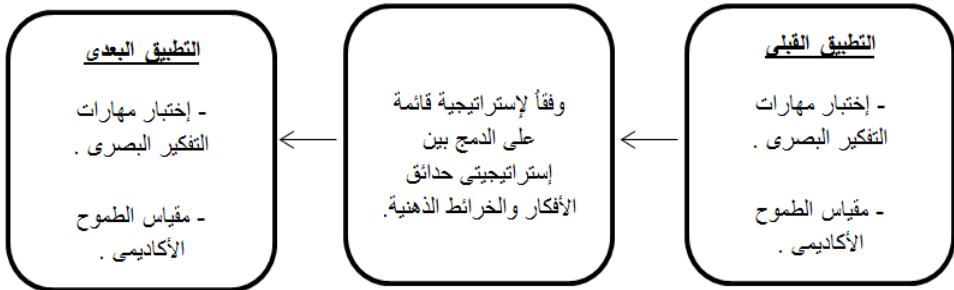 التطبيق القبلى
- إختبار مهارات
التفكير البصرى .
- مقياس الطموح
الأكاديمى .
وفقاً لإستراتيجية قائمة
على الدمج بين
إستراتيجيتى حدائق
الأفكار والخرائط الذهنية.
التطبيق البعدى
- إختبار مهارات
التفكير البصرى .
- مقياس الطموح
الأكاديمى .